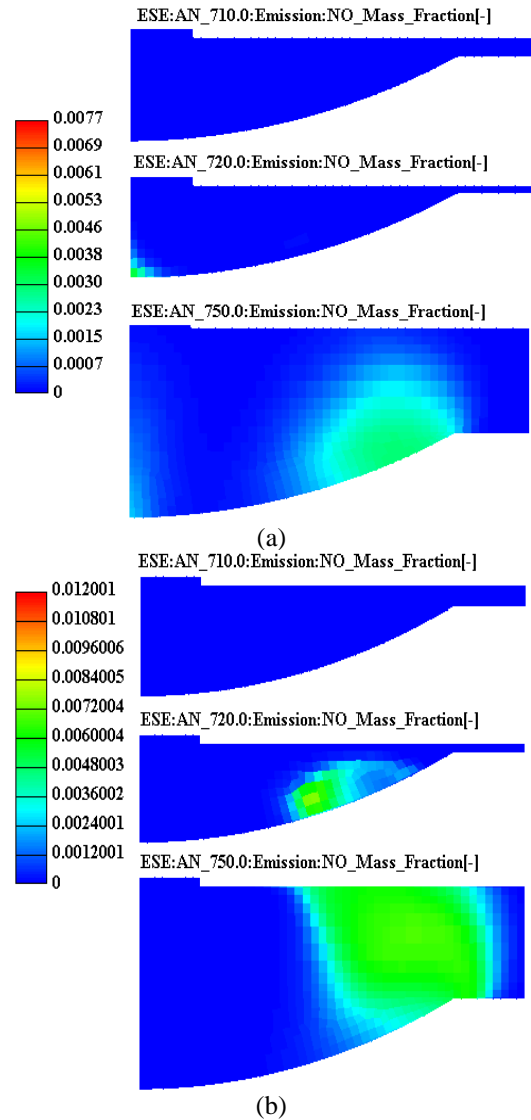 ESE:AN_710.0:Emission:NO_Mass_Fraction[-]
0.0077
0.0069
0.0061
0.0053
0.0046
0.0038
0.0030
0.0023
0.0015
0.0007
0
ESE:AN_720.0:Emission:NO_Mass_Fraction[-]
ESE:AN_750.0:Emission:NO_Mass_Fraction[-]
(a)
ESE:AN_710.0:Emission:NO_Mass_Fraction[-]
0.012001
0.010801
0.0096006
0.0084005
0.0072004
0.0060004
0.0048003
0.0036002
0.0024001
0.0012001
0
ESE:AN_720.0:Emission:NO_Mass_Fraction[-]
ESE:AN_750.0:Emission:NO_Mass_Fraction[-]
(b)